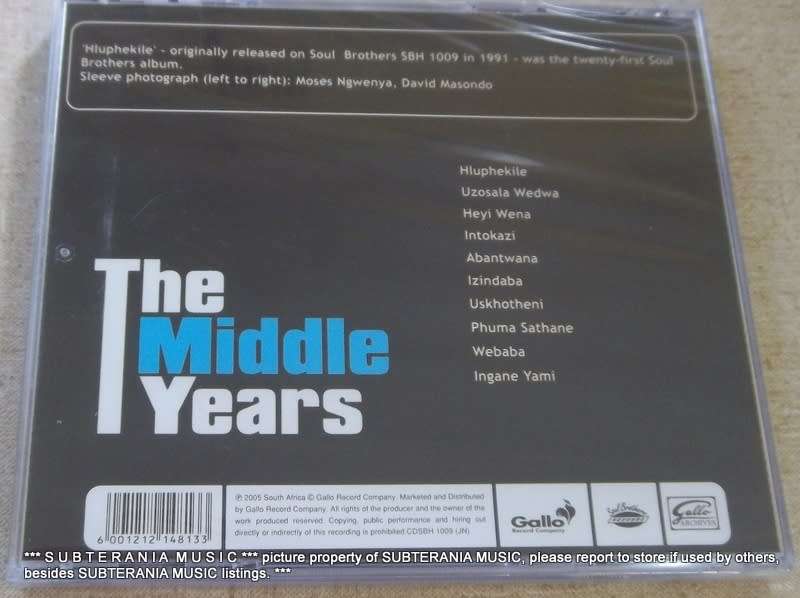 'Hluphekile' - originally released on Soul Brothers SBH 1009 in 1991 - was the twenty-first Soul
Brothers album.
Sleeve photograph (left to right): Moses Ngwenya, David Masondo
Hluphekile
Uzosala Wedwa
Heyi Wena
Intokazi
Abantwana
Izindaba
Uskhotheni
Phuma Sathane
Webaba
Ingane Yami
The
Middle
Years
6 001212 148133
℗ 2005 South Africa © Gallo Record Company. Marketed and Distributed
by Gallo Record Company. All rights of the producer and the owner of the
work produced reserved. Copying, public performance and hiring out
directly or indirectly of this recording is prohibited.CDSBH 1009 (JN)
Gallo
Record Company
Soul Brothers
RECORDS
Gallo
ARCHIVES
*** S U B T E R A N I A M U S I C *** picture property of SUBTERANIA MUSIC, please report to store if used by others,
besides SUBTERANIA MUSIC listings. ***